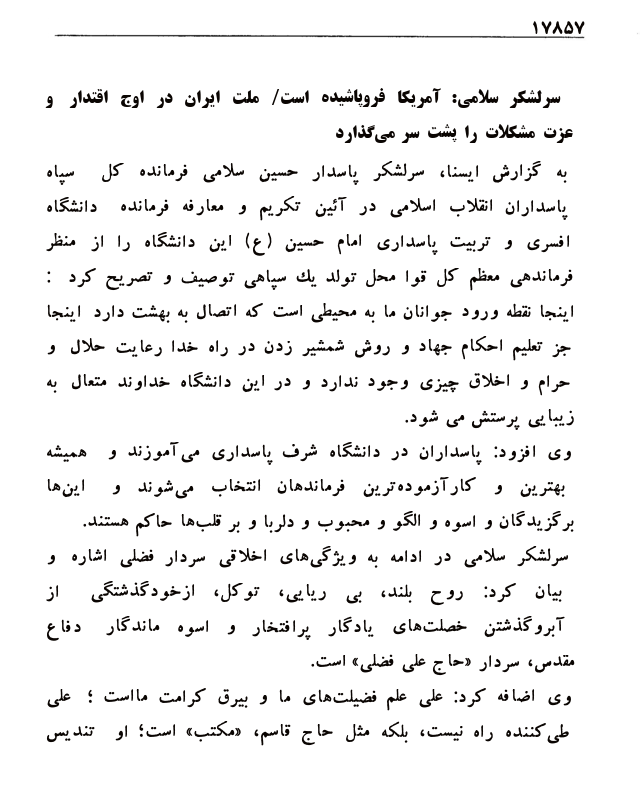 ۱۷۸۵۷
سرلشکر سلامی: آمریکا فروپاشیده است/ ملت ایران در اوج اقتدار و
عزت مشکلات را پشت سر می‌گذارد
به گزارش ایسنا، سرلشکر پاسدار حسین سلامی فرمانده کل سپاه
پاسداران انقلاب اسلامی در آئین تکریم و معارفه فرمانده دانشگاه
افسری و تربیت پاسداری امام حسین (ع) این دانشگاه را از منظر
فرماندهی معظم کل قوا محل تولد یك سپاهی توصیف و تصریح کرد :
اینجا نقطه ورود جوانان ما به محیطی است که اتصال به بهشت دارد اینجا
جز تعلیم احکام جهاد و روش شمشیر زدن در راه خدا رعایت حلال و
حرام و اخلاق چیزی وجود ندارد و در این دانشگاه خداوند متعال به
زیبایی پرستش می شود.
وی افزود: پاسداران در دانشگاه شرف پاسداری می‌آموزند و همیشه
بهترین و کارآزموده‌ترین فرماندهان انتخاب می‌شوند و این‌ها
برگزیدگان و اسوه و الگو و محبوب و دلربا و بر قلب‌ها حاکم هستند.
سرلشکر سلامی در ادامه به ویژگی‌های اخلاقی سردار فضلی اشاره و
بیان کرد: روح بلند، بی ریایی، توکل، ازخودگذشتگی از
آبروگذشتن خصلت‌های یادگار پرافتخار و اسوه ماندگار دفاع
مقدس، سردار «حاج علی فضلی» است.
وی اضافه کرد: علی علم فضیلت‌های ما و بیرق کرامت مااست ؛ علی
طی‌کننده راه نیست، بلکه مثل حاج قاسم، «مکتب» است؛ او تندیس